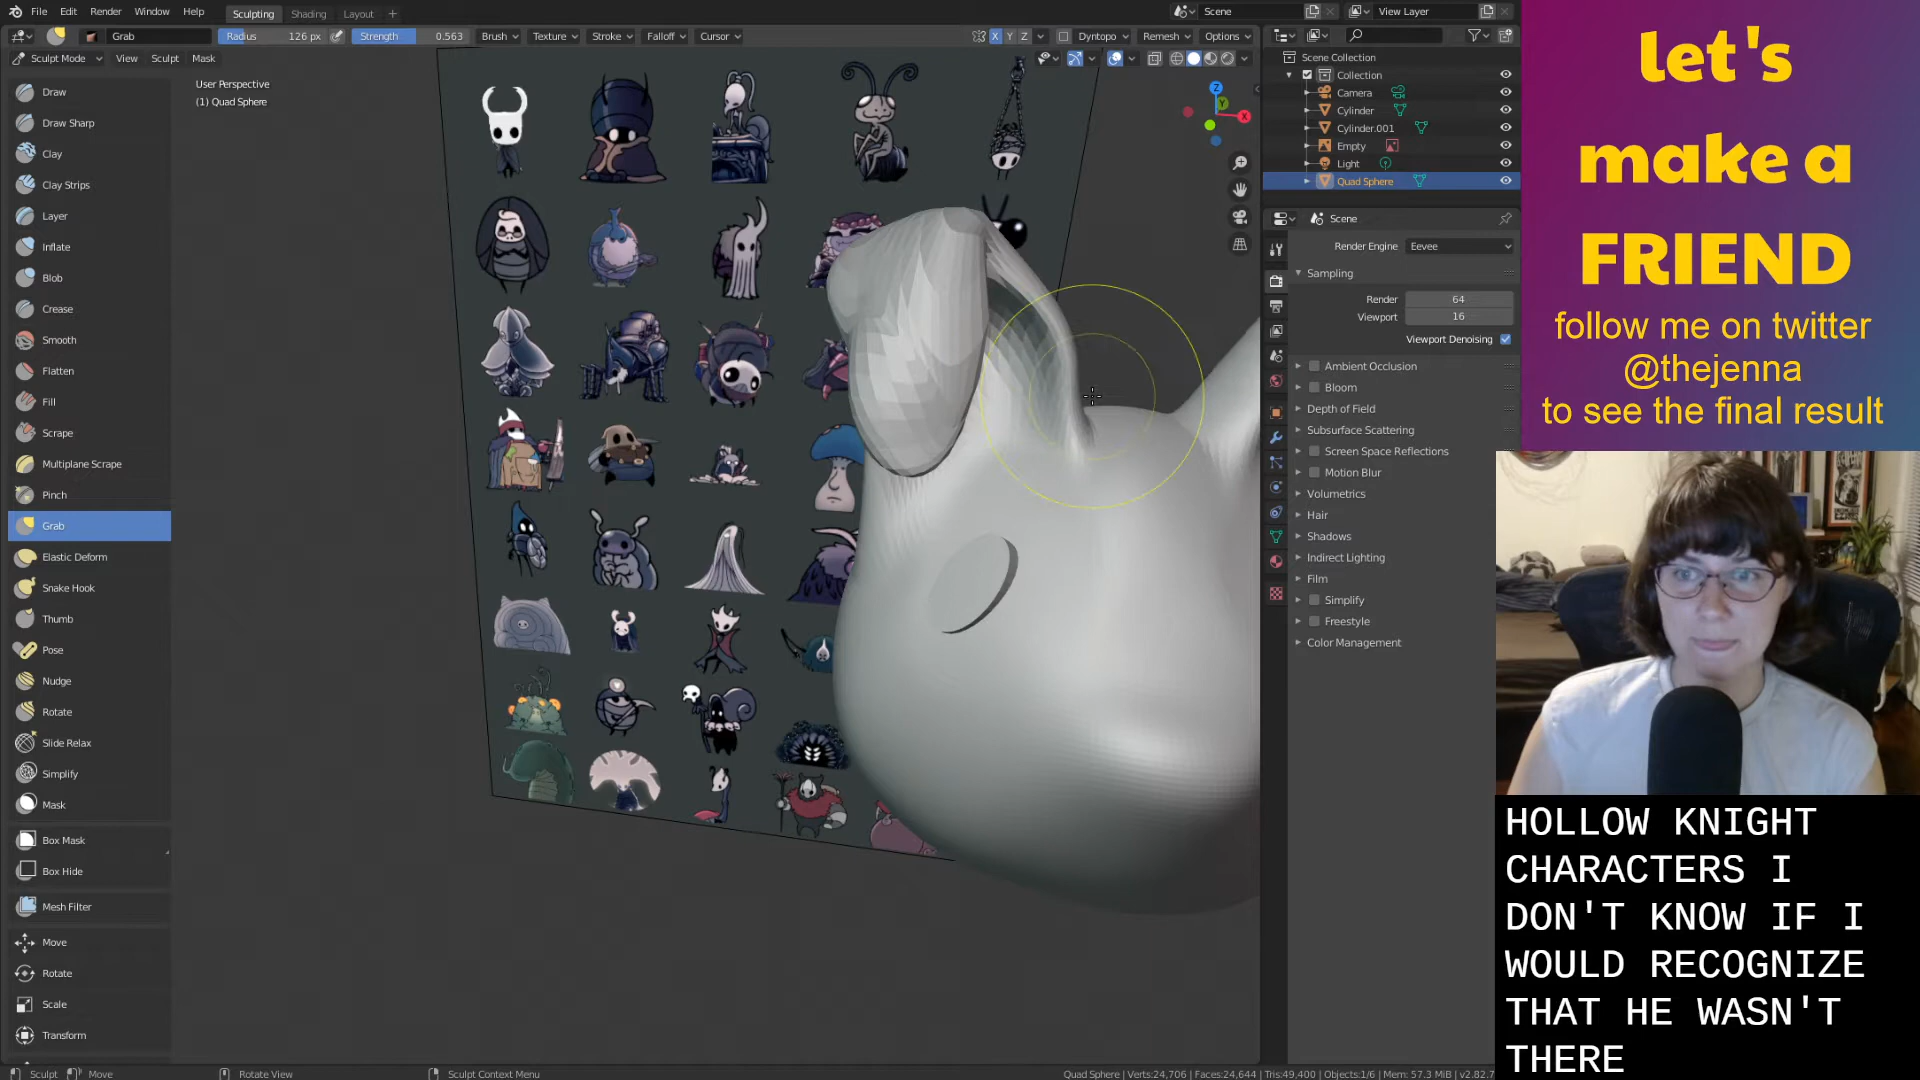 File Edit Render Window Help Sculpting Shading Layout + Scene View Layer
Grab Radius 126 px Strength 0.563 Brush Texture Stroke Falloff Cursor X Y Z Dyntopo Remesh Options
Sculpt Mode View Sculpt Mask
User Perspective
(1) Quad Sphere
Draw
Draw Sharp
Clay
Clay Strips
Layer
Inflate
Blob
Crease
Smooth
Flatten
Fill
Scrape
Multiplane Scrape
Pinch
Grab
Elastic Deform
Snake Hook
Thumb
Pose
Nudge
Rotate
Slide Relax
Simplify
Mask
Box Mask
Box Hide
Mesh Filter
Move
Rotate
Scale
Transform
Z
Y
X
Scene Collection
Collection
Camera
Cylinder
Cylinder.001
Empty
Light
Quad Sphere
Scene
Render Engine Eevee
Sampling
Render 64
Viewport 16
Viewport Denoising
Ambient Occlusion
Bloom
Depth of Field
Subsurface Scattering
Screen Space Reflections
Motion Blur
Volumetrics
Hair
Shadows
Indirect Lighting
Film
Simplify
Freestyle
Color Management
let's
make a
FRIEND
follow me on twitter
@thejenna
to see the final result
HOLLOW KNIGHT
CHARACTERS I
DON'T KNOW IF I
WOULD RECOGNIZE
THAT HE WASN'T
THERE
Sculpt Move Rotate View Sculpt Context Menu Quad Sphere | Verts:24,706 | Faces:24,644 | Tris:49,400 | Objects:1/6 | Mem: 57.3 MiB | v2.82.7